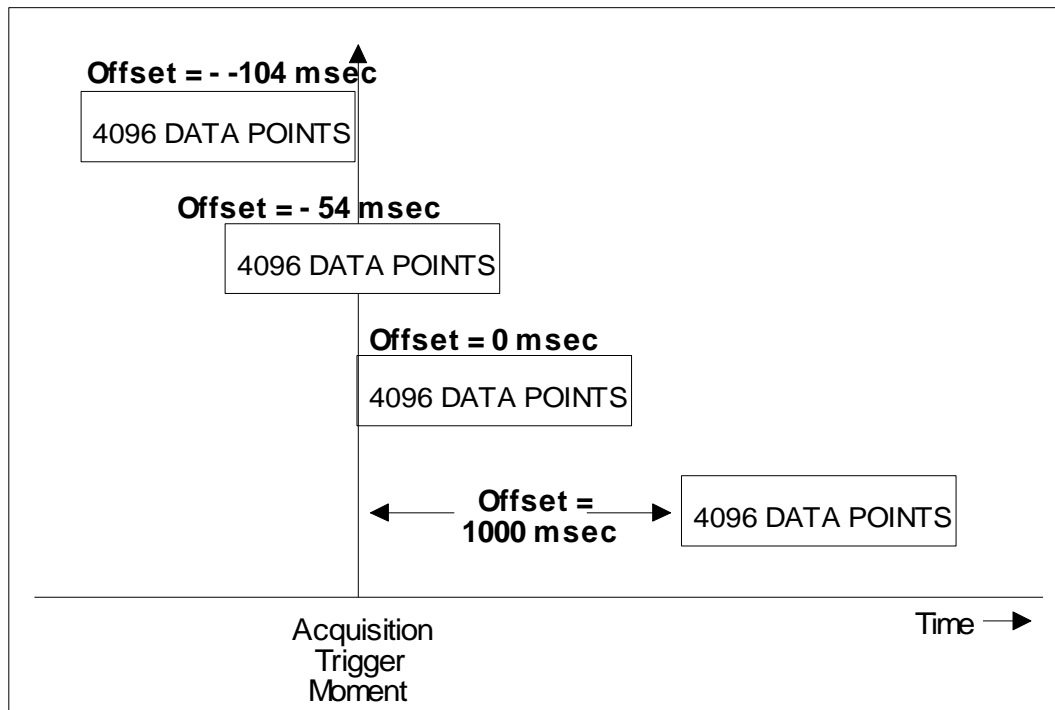 Offset = - -104 msec
4096 DATA POINTS
Offset = - 54 msec
4096 DATA POINTS
Offset = 0 msec
4096 DATA POINTS
Offset =
1000 msec
4096 DATA POINTS
Time
Acquisition
Trigger
Moment